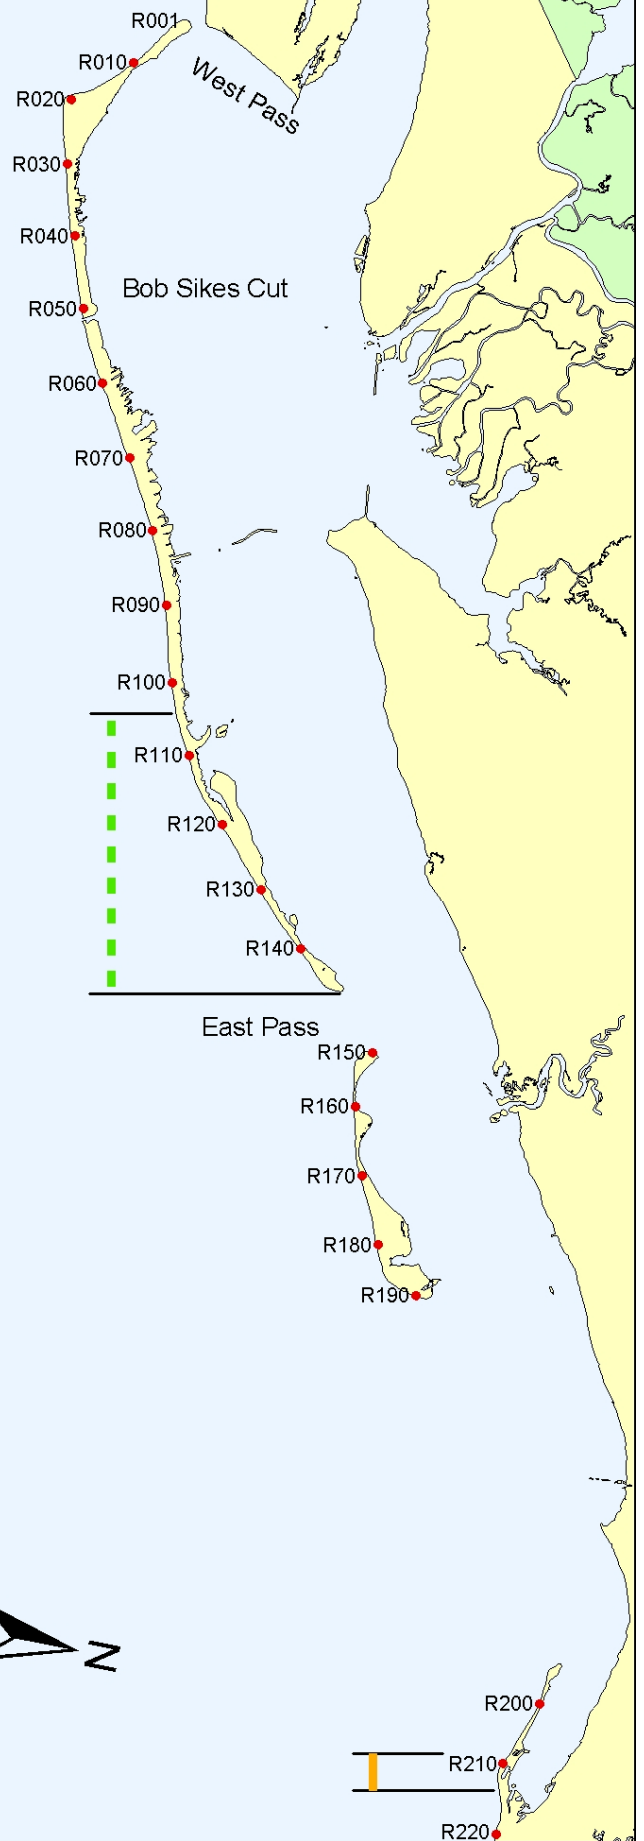 R001
R010
West Pass
R020
R030
R040
Bob Sikes Cut
R050
R060
R070
R080
R090
R100
R110
R120
R130
R140
East Pass
R150
R160
R170
R180
R190
N
R200
R210
R220